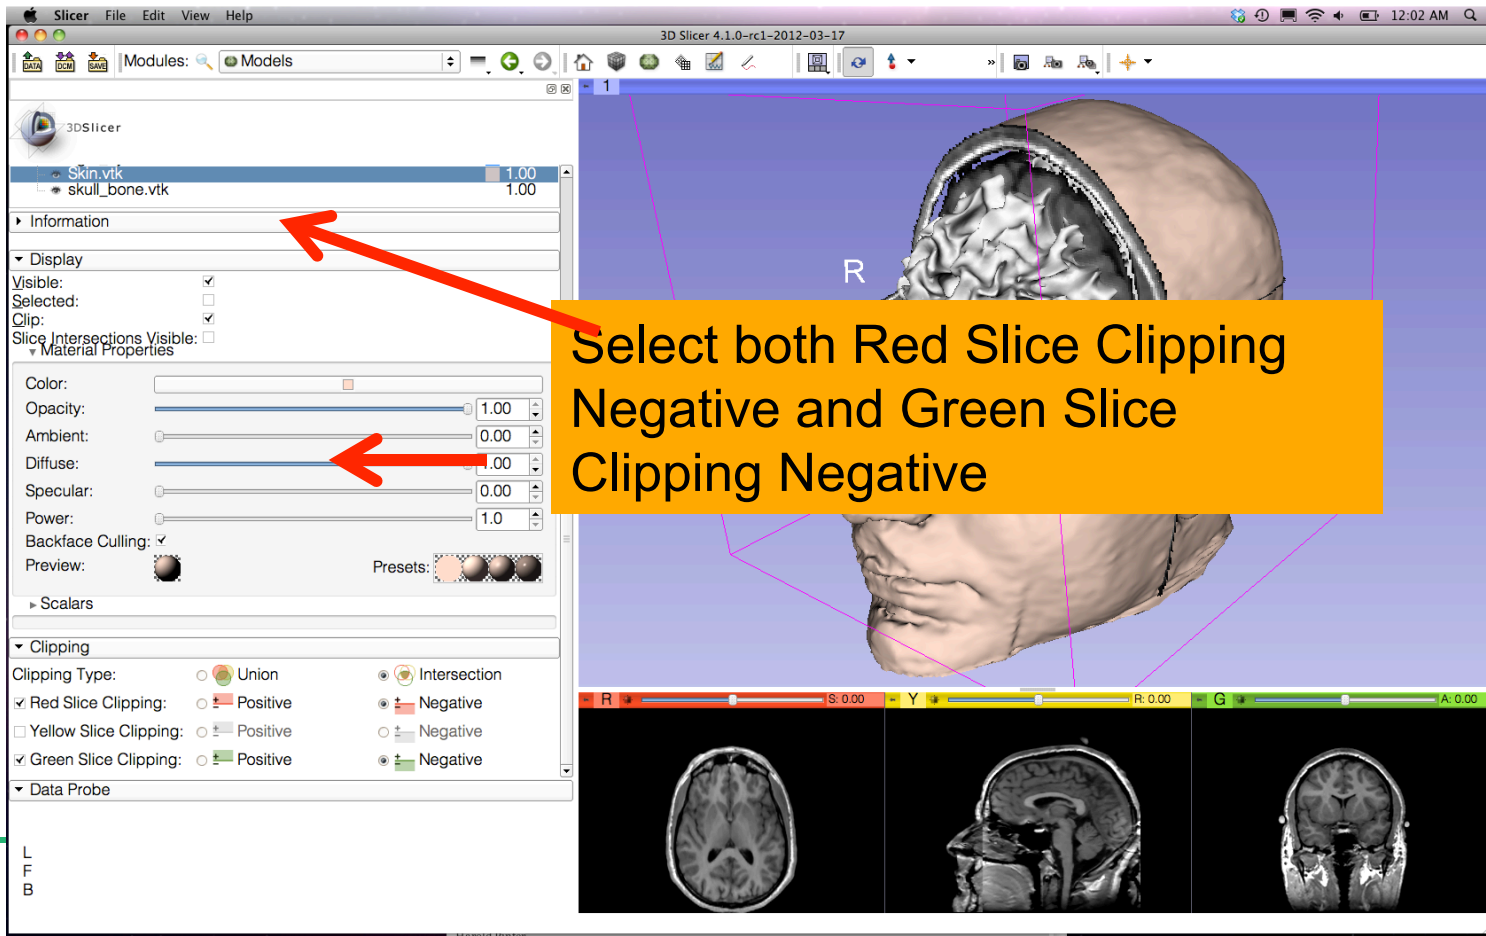 Slicer File Edit View Help 12:02 AM
3D Slicer 4.1.0-rc1-2012-03-17
DATA DCM SAVE Modules: Models »
1
3DSlicer
Skin.vtk 1.00
skull_bone.vtk 1.00
Information
Display
Visible:
Selected:
Clip:
Slice Intersections Visible:
Material Properties
Color:
Opacity: 1.00
Ambient: 0.00
Diffuse: 1.00
Specular: 0.00
Power: 1.0
Backface Culling:
Preview: Presets:
Scalars
R
Select both Red Slice Clipping
Negative and Green Slice
Clipping Negative
Clipping
Clipping Type: Union Intersection
Red Slice Clipping: Positive Negative
Yellow Slice Clipping: Positive Negative
Green Slice Clipping: Positive Negative
Data Probe
L
F
B
R S: 0.00 Y R: 0.00 G A: 0.00